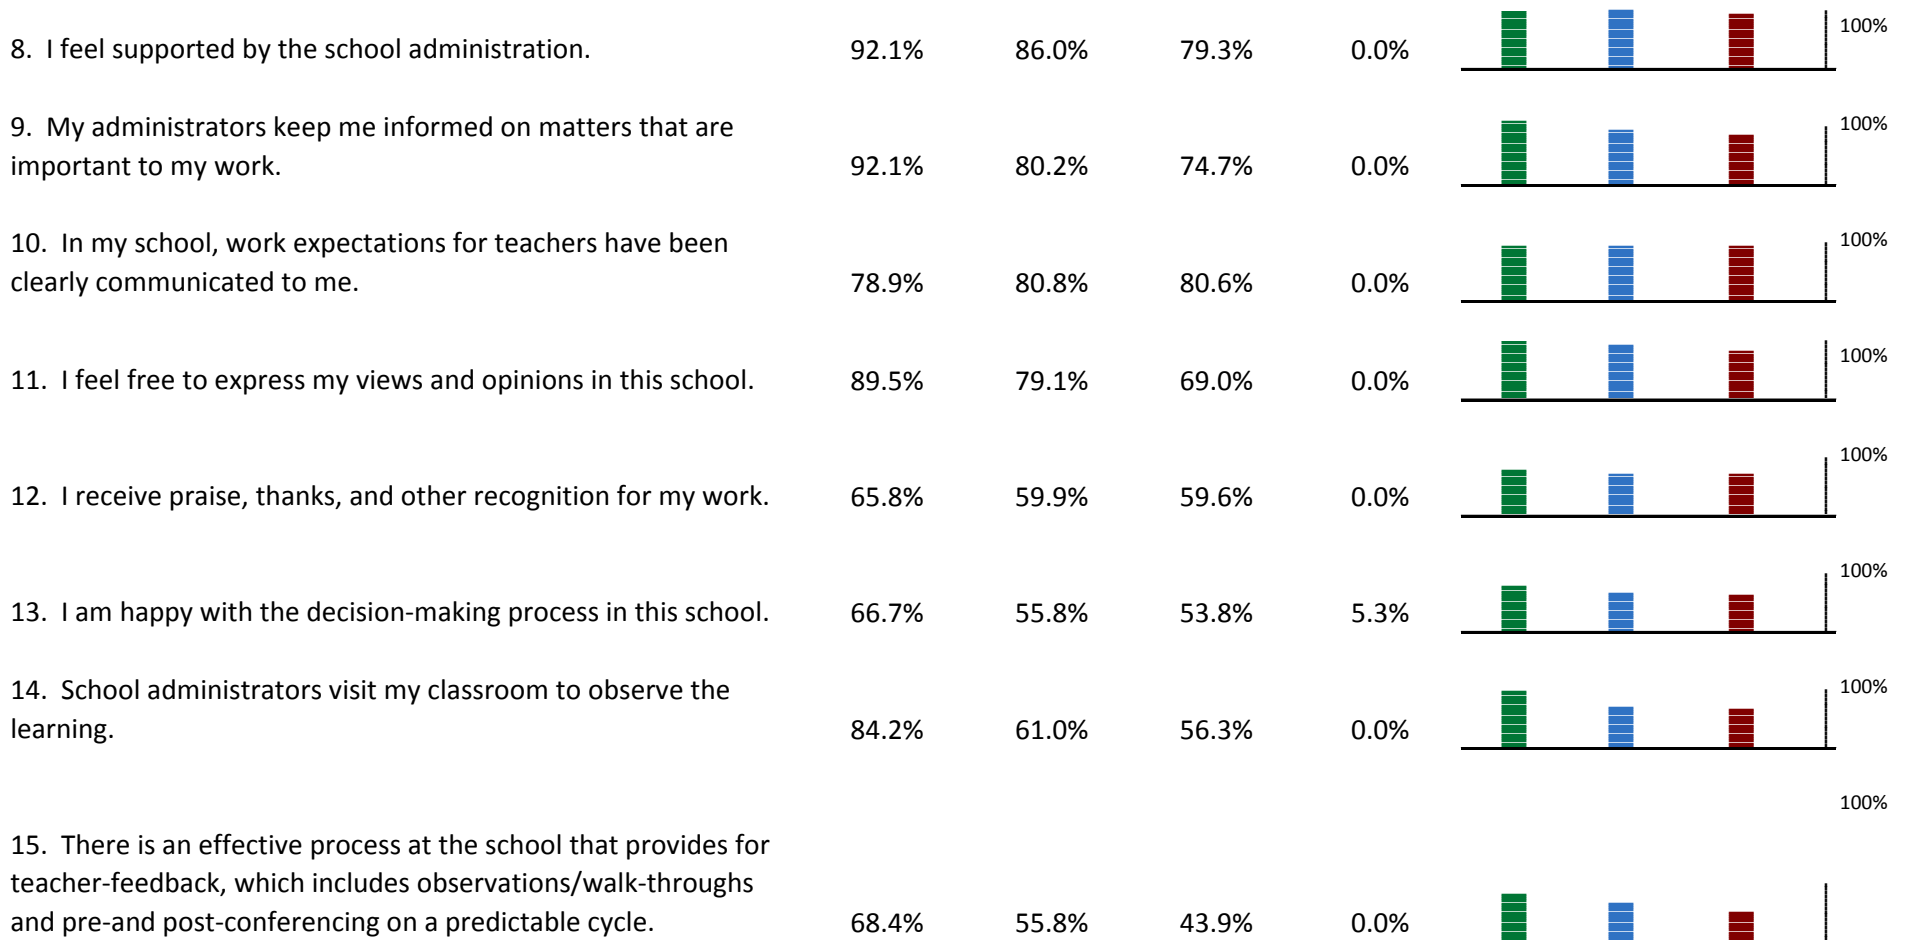 8. I feel supported by the school administration. 92.1% 86.0% 79.3% 0.0% 100%
9. My administrators keep me informed on matters that are 100%
important to my work. 92.1% 80.2% 74.7% 0.0%
10. In my school, work expectations for teachers have been 100%
clearly communicated to me. 78.9% 80.8% 80.6% 0.0%
100%
11. I feel free to express my views and opinions in this school. 89.5% 79.1% 69.0% 0.0%
100%
12. I receive praise, thanks, and other recognition for my work. 65.8% 59.9% 59.6% 0.0%
100%
13. I am happy with the decision-making process in this school. 66.7% 55.8% 53.8% 5.3%
14. School administrators visit my classroom to observe the 100%
learning. 84.2% 61.0% 56.3% 0.0%
100%
15. There is an effective process at the school that provides for
teacher-feedback, which includes observations/walk-throughs
and pre-and post-conferencing on a predictable cycle. 68.4% 55.8% 43.9% 0.0%